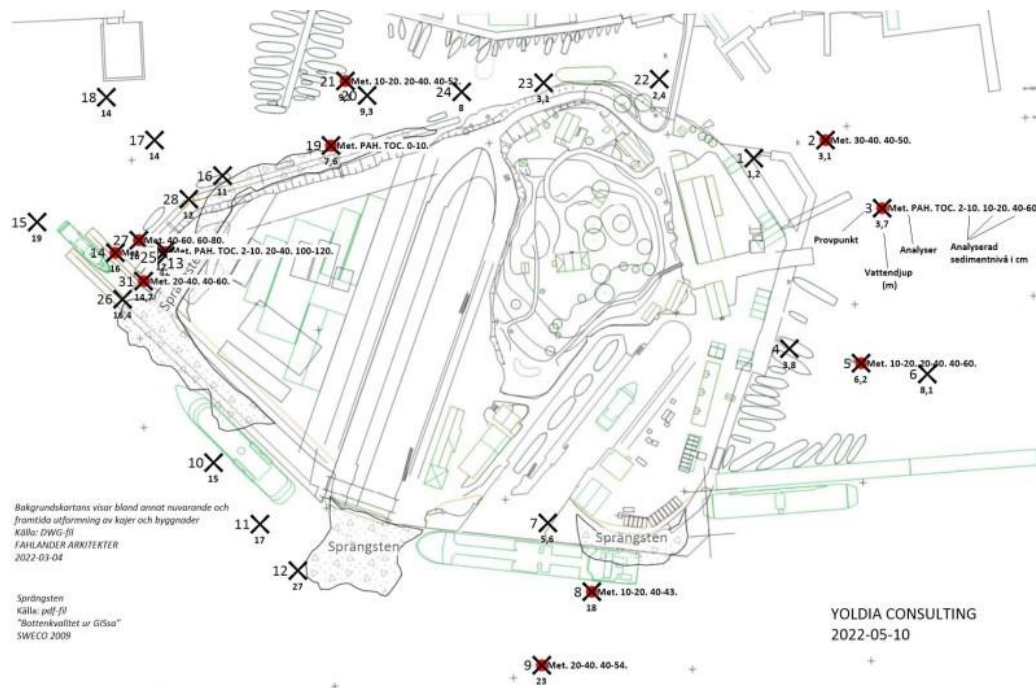 22
2,4
21
Met. 10-20. 20-40. 40-52.
20
9,3
24
8
23
3,1
18
14
17
14
19
Met. PAH. TOC. 0-10.
7,6
2
Met. 30-40. 40-50.
3,1
1
1,2
16
11
28
12
3
Met. PAH. TOC. 2-10. 10-20. 40-60
3,7
Provpunkt
Analyser
Analyserad
sedimentnivå i cm
Vattendjup
(m)
15
19
27
Met. 40-60. 60-80.
14
16
25
13
Met. PAH. TOC. 2-10. 20-40. 100-120.
31
Met. 20-40. 40-60.
14,7
26
4
3,8
5
Met. 10-20. 20-40. 40-60.
6,2
6
8,1
10
15
11
17
12
27
Sprängsten
7
5,6
Sprängsten
8
Met. 10-20. 40-43.
18
9
Met. 20-40. 40-54.
23
Bakgrundskartans visar bland annat nuvarande och
framtida utformning av kajer och byggnader
Källa: DWG-fil
FAHLANDER ARKITEKTER
2022-03-04
Sprängsten
Källa: pdf-fil
"Bottenkvalitet ur GISsa"
SWECO 2009
YOLDIA CONSULTING
2022-05-10